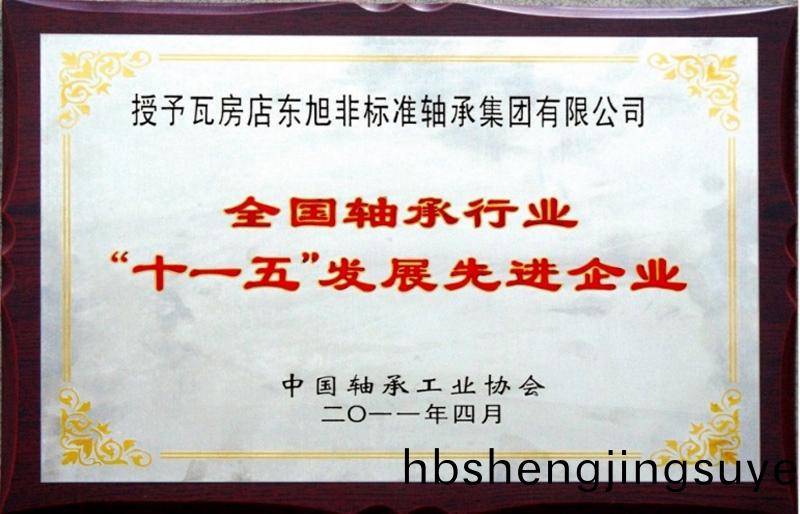 授予瓦房店东旭非标准轴承集团有限公司
全国轴承行业
“十一五”发展先进企业
中国轴承工业协会
二〇一一年四月
hbshengjingsuye